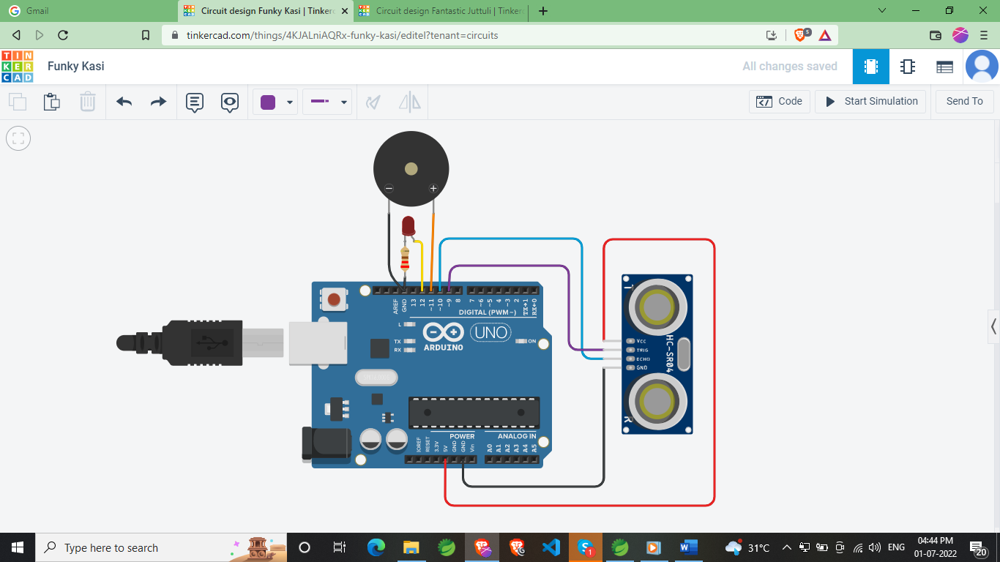 Gmail
Circuit design Funky Kasi | Tinkerc
Circuit design Fantastic Juttuli | Tinkerc
tinkercad.com/things/4KJALniAQRx-funky-kasi/editel?tenant=circuits
5
TIN
KER
CAD
Funky Kasi
All changes saved
Code
Start Simulation
Send To
AREF
GND
13
12
~11
~10
~9
8
7
~6
~5
4
~3
2
TX→1
RX←0
DIGITAL (PWM~)
L
TX
RX
ARDUINO
UNO
ON
T
VCC
TRIG
ECHO
GND
HC-SR04
R
POWER
ANALOG IN
IOREF
RESET
3.3V
5V
GND
GND
Vin
A0
A1
A2
A3
A4
A5
Type here to search
1
31°C
ENG
04:44 PM
01-07-2022
20